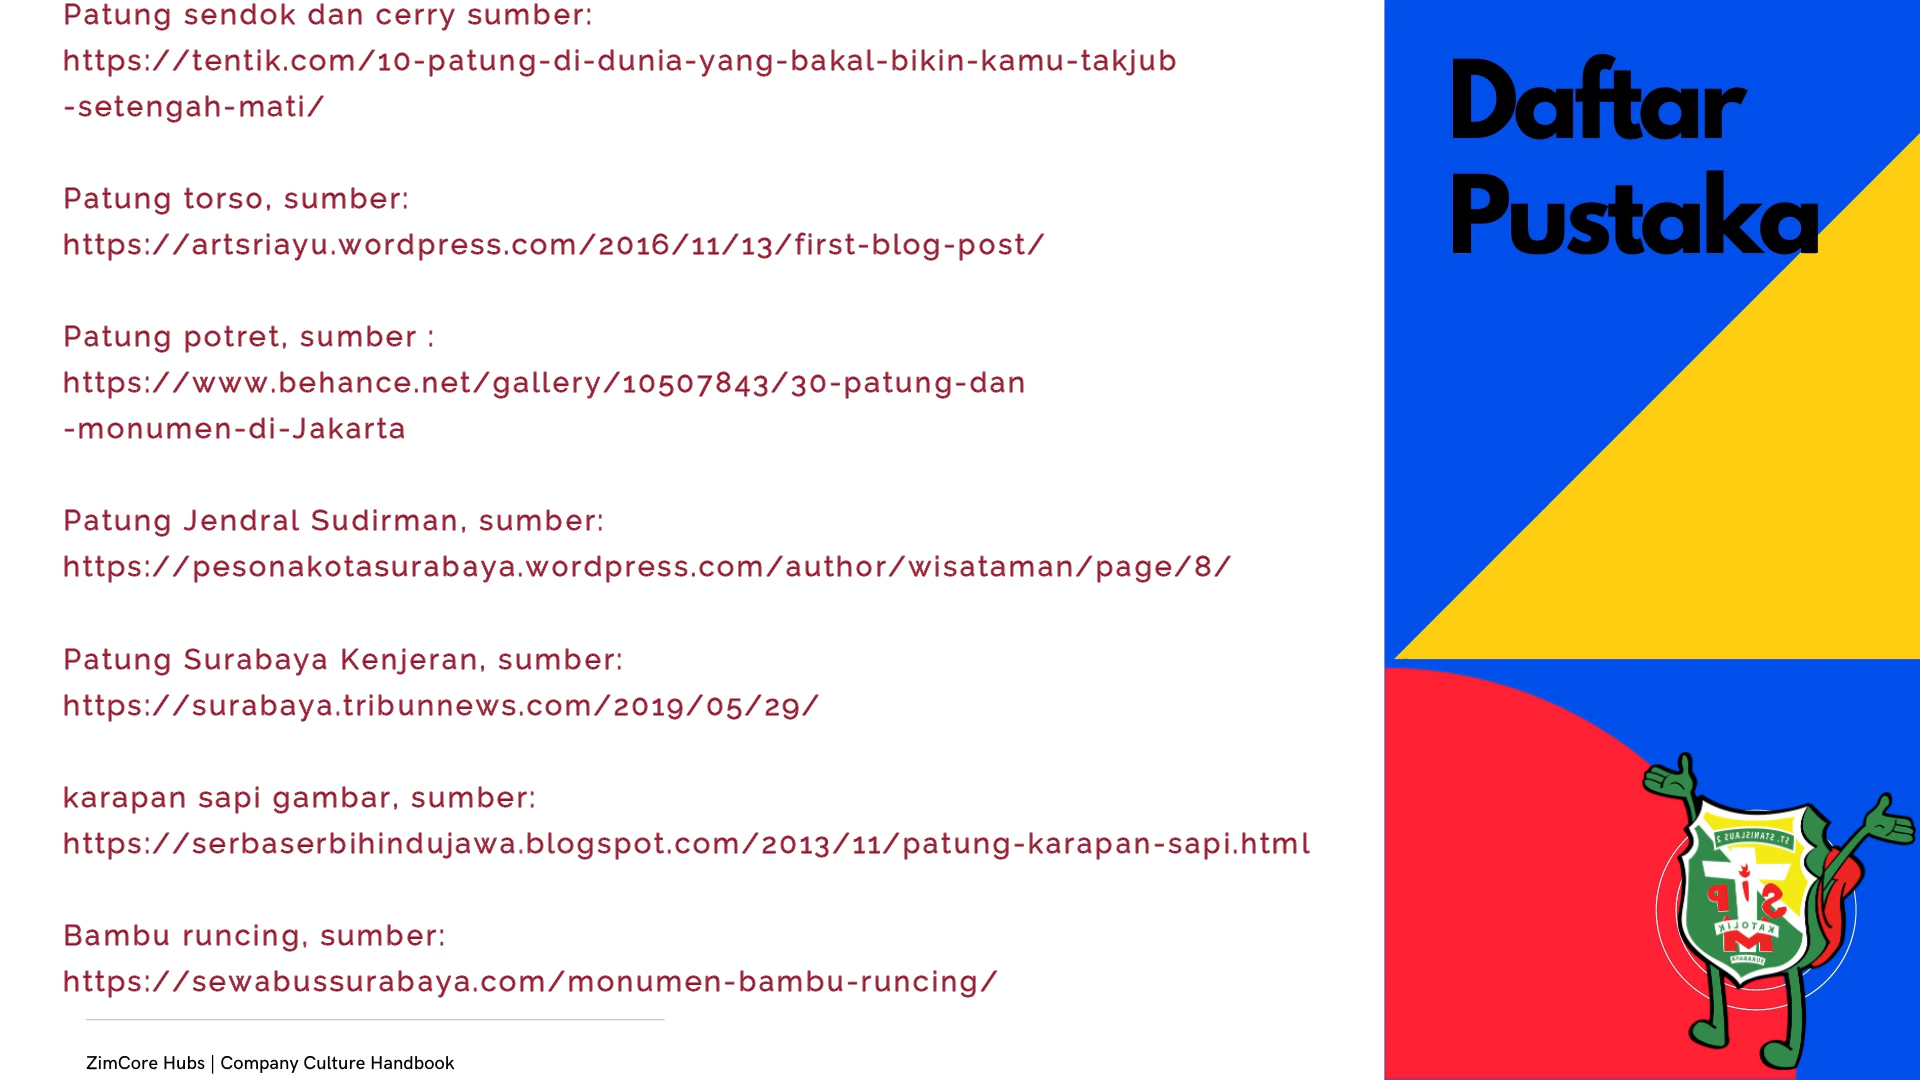 Patung sendok dan cerry sumber:
https://tentik.com/10-patung-di-dunia-yang-bakal-bikin-kamu-takjub
-setengah-mati/
Patung torso, sumber:
https://artsriayu.wordpress.com/2016/11/13/first-blog-post/
Patung potret, sumber :
https://www.behance.net/gallery/10507843/30-patung-dan
-monumen-di-Jakarta
Patung Jendral Sudirman, sumber:
https://pesonakotasurabaya.wordpress.com/author/wisataman/page/8/
Patung Surabaya Kenjeran, sumber:
https://surabaya.tribunnews.com/2019/05/29/
karapan sapi gambar, sumber:
https://serbaserbihindujawa.blogspot.com/2013/11/patung-karapan-sapi.html
Bambu runcing, sumber:
https://sewabussurabaya.com/monumen-bambu-runcing/
ZimCore Hubs | Company Culture Handbook
Daftar
Pustaka
ST. STANISLAUS 2
S i P
KATOLIK
M
SURABAYA